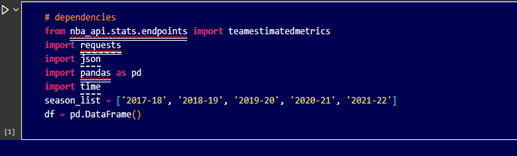 # dependencies
from nba_api.stats.endpoints import teamestimatedmetrics
import requests
import json
import pandas as pd
import time
season_list = ['2017-18', '2018-19', '2019-20', '2020-21', '2021-22']
df = pd.DataFrame()
[1]